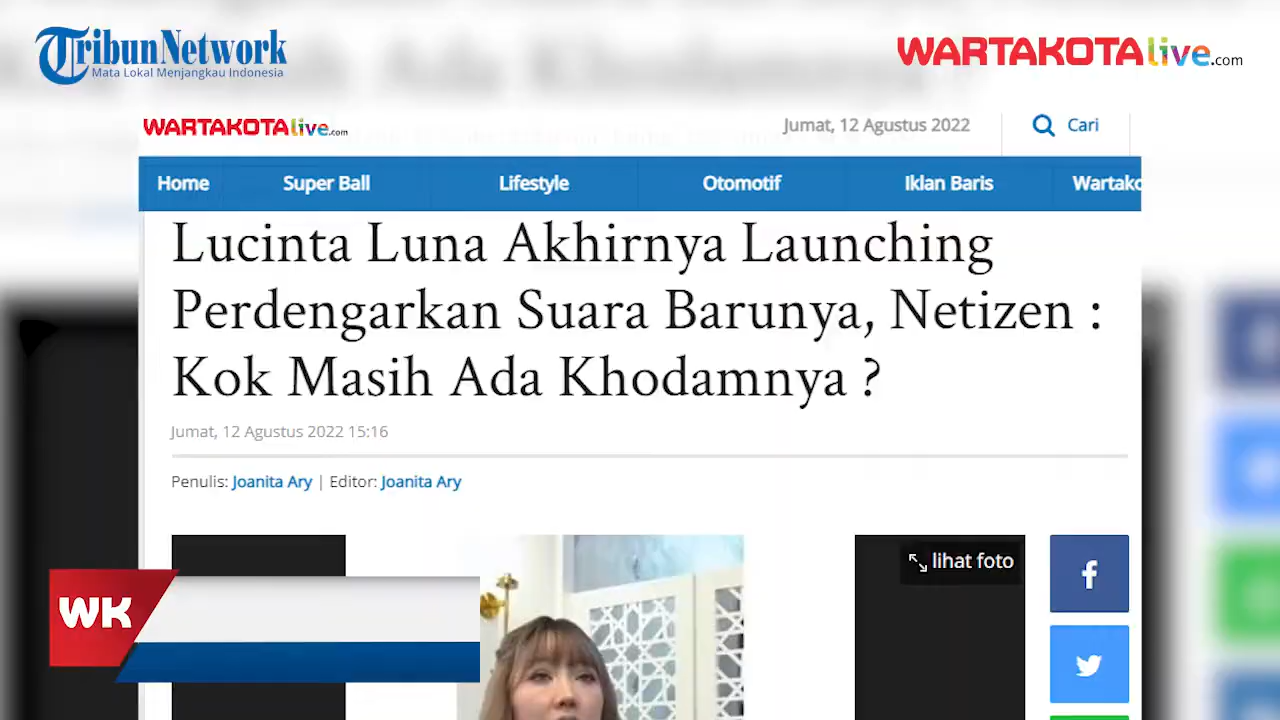 TribunNetwork
Mata Lokal Menjangkau Indonesia
WARTAKOTAlive.com
WARTAKOTAlive.com
Jumat, 12 Agustus 2022
Cari
Home
Super Ball
Lifestyle
Otomotif
Iklan Baris
Wartako
Lucinta Luna Akhirnya Launching
Perdengarkan Suara Barunya, Netizen :
Kok Masih Ada Khodamnya ?
Jumat, 12 Agustus 2022 15:16
Penulis: Joanita Ary | Editor: Joanita Ary
lihat foto
WK